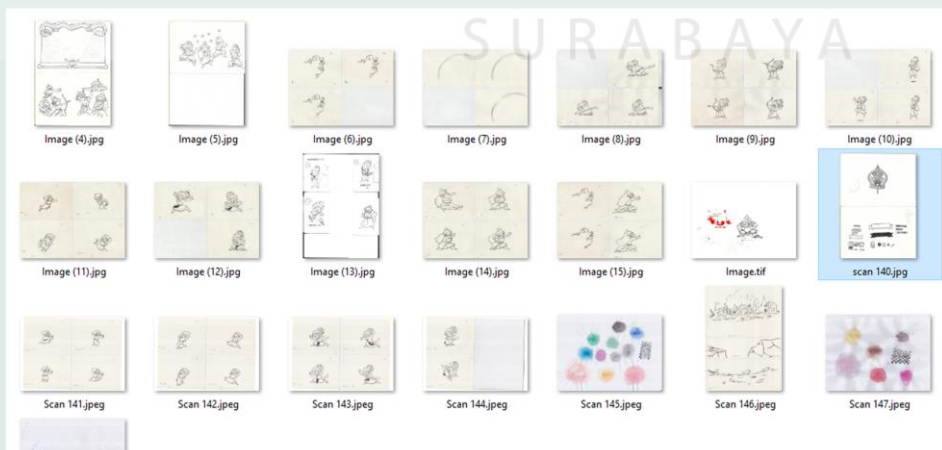 SURABAYA
Image (4).jpg
Image (5).jpg
Image (6).jpg
Image (7).jpg
Image (8).jpg
Image (9).jpg
Image (10).jpg
Image (11).jpg
Image (12).jpg
Image (13).jpg
Image (14).jpg
Image (15).jpg
Image.tif
scan 140.jpg
Scan 141.jpeg
Scan 142.jpeg
Scan 143.jpeg
Scan 144.jpeg
Scan 145.jpeg
Scan 146.jpeg
Scan 147.jpeg